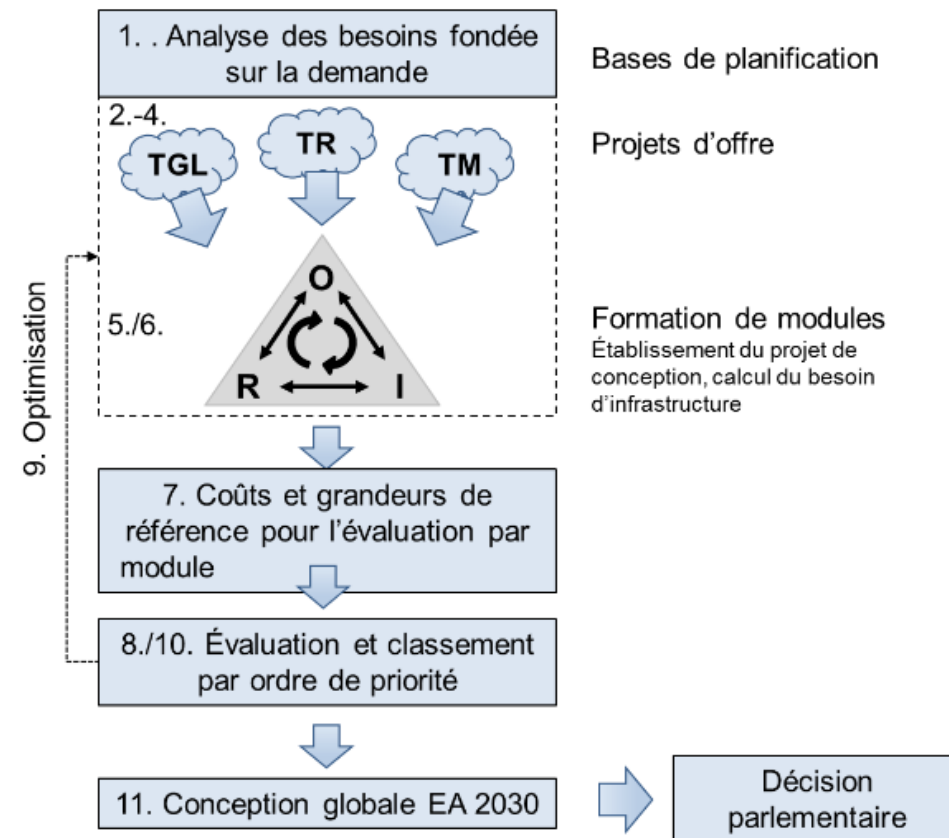 1. . Analyse des besoins fondée
sur la demande
Bases de planification
2.-4.
TGL
TR
TM
Projets d’offre
O
R
I
5./6.
Formation de modules
Établissement du projet de
conception, calcul du besoin
d’infrastructure
9. Optimisation
7. Coûts et grandeurs de
référence pour l’évaluation par
module
8./10. Évaluation et classement
par ordre de priorité
11. Conception globale EA 2030
Décision
parlementaire